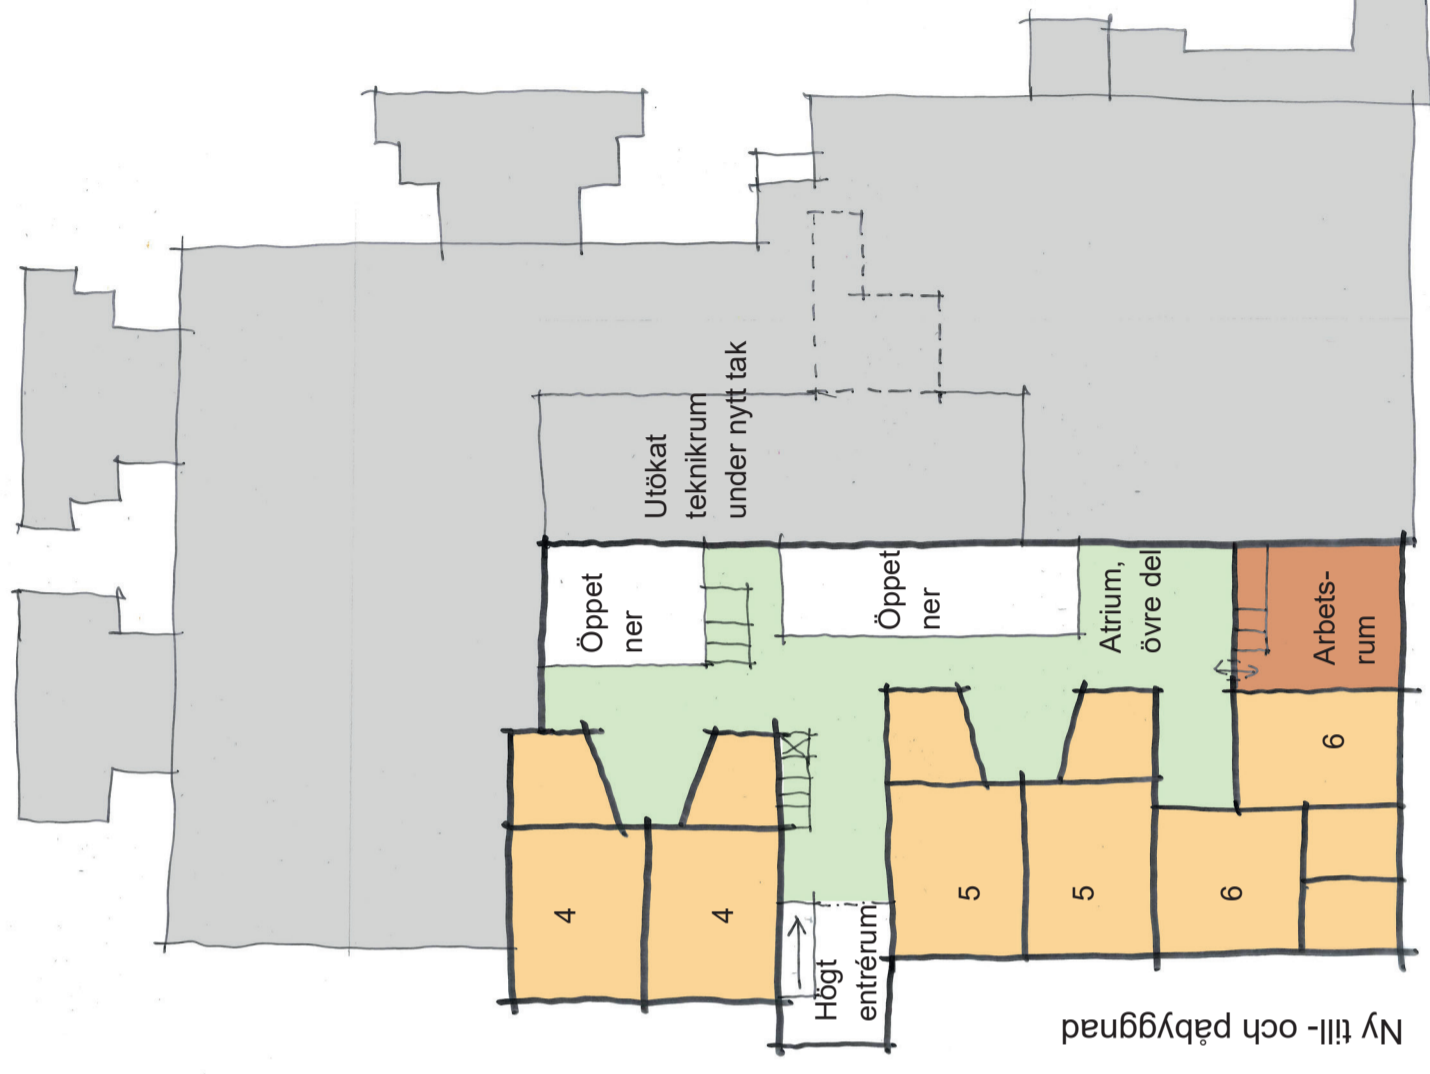 Utökat
teknikrum
under nytt tak
Öppet
ner
Öppet
ner
Atrium,
övre del
Arbets-
rum
4
4
5
5
6
6
Högt
entrérum
Ny till- och påbyggnad